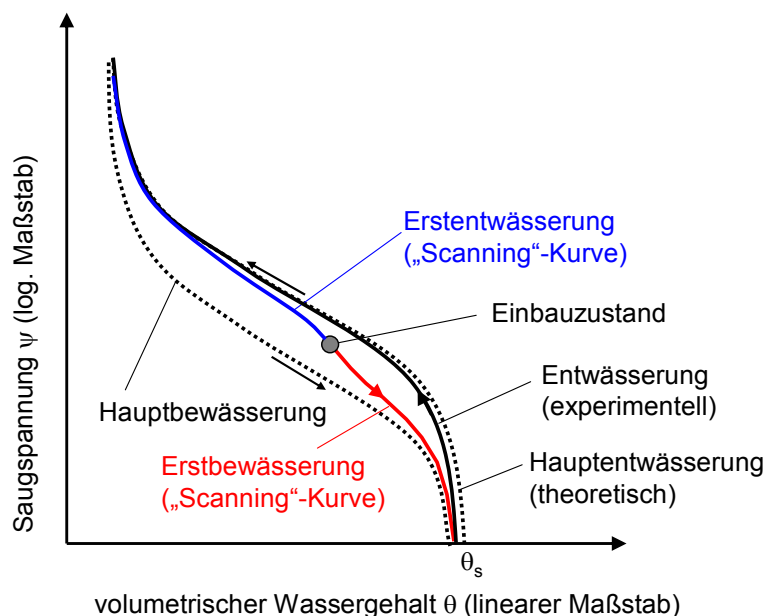 Saugspannung ψ (log. Maßstab)
Erstentwässerung
(„Scanning“-Kurve)
Einbauzustand
Entwässerung
(experimentell)
Hauptbewässerung
Erstbewässerung
(„Scanning“-Kurve)
Hauptentwässerung
(theoretisch)
θs
volumetrischer Wassergehalt θ (linearer Maßstab)